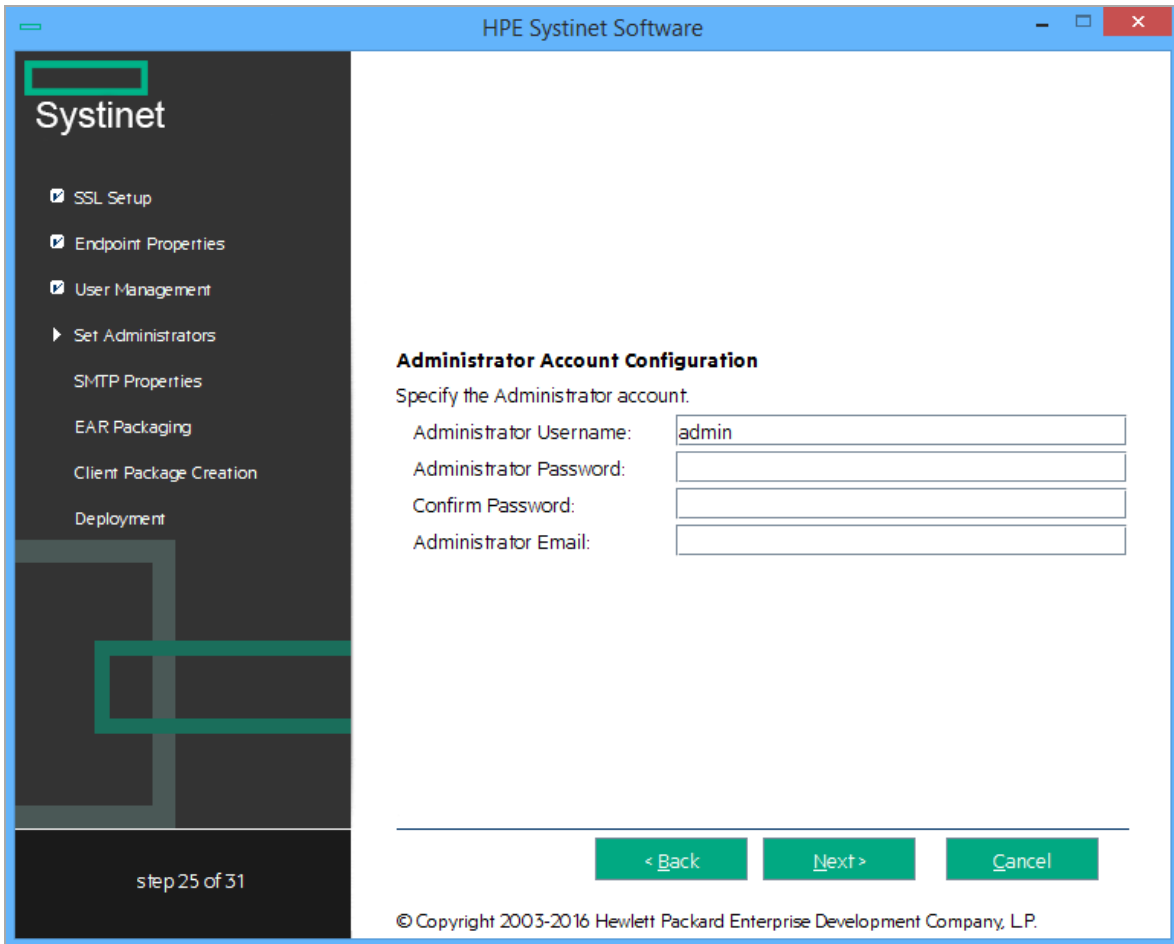 HPE Systinet Software
Systinet
SSL Setup
Endpoint Properties
User Management
Set Administrators
SMTP Properties
EAR Packaging
Client Package Creation
Deployment
step 25 of 31
Administrator Account Configuration
Specify the Administrator account.
Administrator Username: admin
Administrator Password:
Confirm Password:
Administrator Email:
< Back Next > Cancel
© Copyright 2003-2016 Hewlett Packard Enterprise Development Company, L.P.